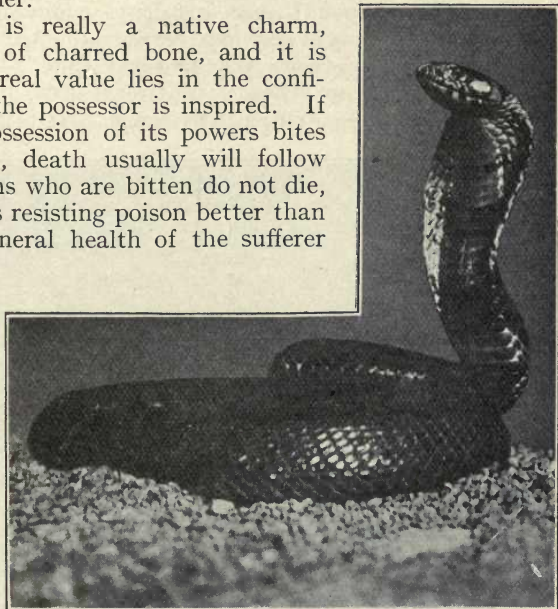 is really a native charm,
of charred bone, and it is
real value lies in the confi-
the possessor is inspired. If
ossession of its powers bites
, death usually will follow
ns who are bitten do not die,
s resisting poison better than
neral health of the sufferer